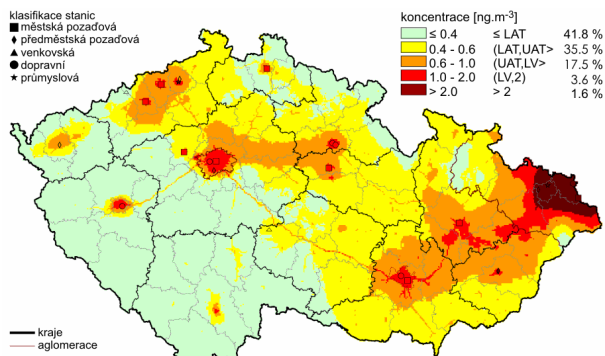 klasifikace stanic
městská pozaďová
předměstská pozaďová
venkovská
dopravní
průmyslová
koncentrace [ng.m⁻³]
≤ 0.4 ≤ LAT 41.8 %
0.4 - 0.6 (LAT,UAT> 35.5 %
0.6 - 1.0 (UAT,LV> 17.5 %
1.0 - 2.0 (LV,2) 3.6 %
> 2.0 > 2 1.6 %
kraje
aglomerace